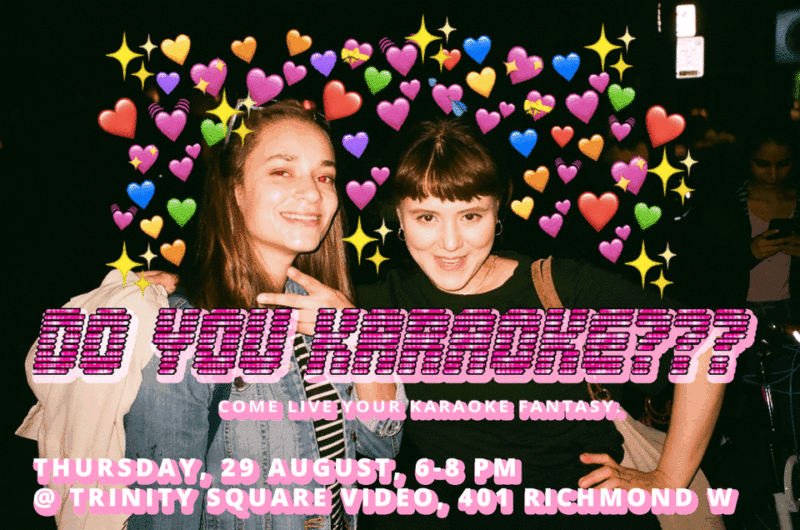 DO YOU KARAOKE???
COME LIVE YOUR KARAOKE FANTASY.
THURSDAY, 29 AUGUST, 6-8 PM
@ TRINITY SQUARE VIDEO, 401 RICHMOND W